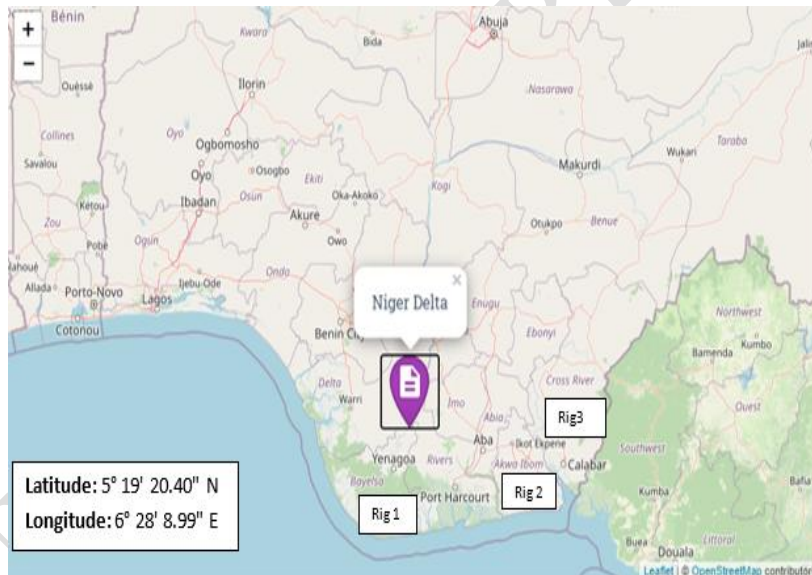 Bénin
+
−
Abuja
Kwara
Bida
Ouèssè
Ilorin
Nasarawa
Collines
Ogbomosho
Oyo
Taraba
Savalou
Oyo
Osogbo
Ekiti
Oka-Akoko
Kogi
Makurdi
Wukari
Kétou
Ibadan
Osun
Akure
Zou
Owo
Otukpo
Benue
Pobè
Ogun
Allada
Porto-Novo
Ijebu-Ode
Ondo
Lagos
Cotonou
×
Niger Delta
Enugu
Ebonyi
Northwest
Benin City
Bamenda
Kumbo
Delta
Cross River
Warri
Imo
Abia
Ouest
Rig3
Aba
Ikot Ekpene
Yenagoa
Rivers
Akwa Ibom
Calabar
Southwest
Bayelsa
Port Harcourt
Rig 2
Kumba
Bafia
Rig 1
Latitude: 5° 19' 20.40" N
Longitude: 6° 28' 8.99" E
Buea
Littoral
Douala
Leaflet | © OpenStreetMap contributors